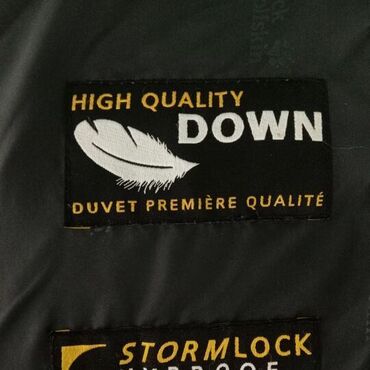 HIGH QUALITY
DOWN
DUVET PREMIÈRE QUALITÉ
STORMLOCK